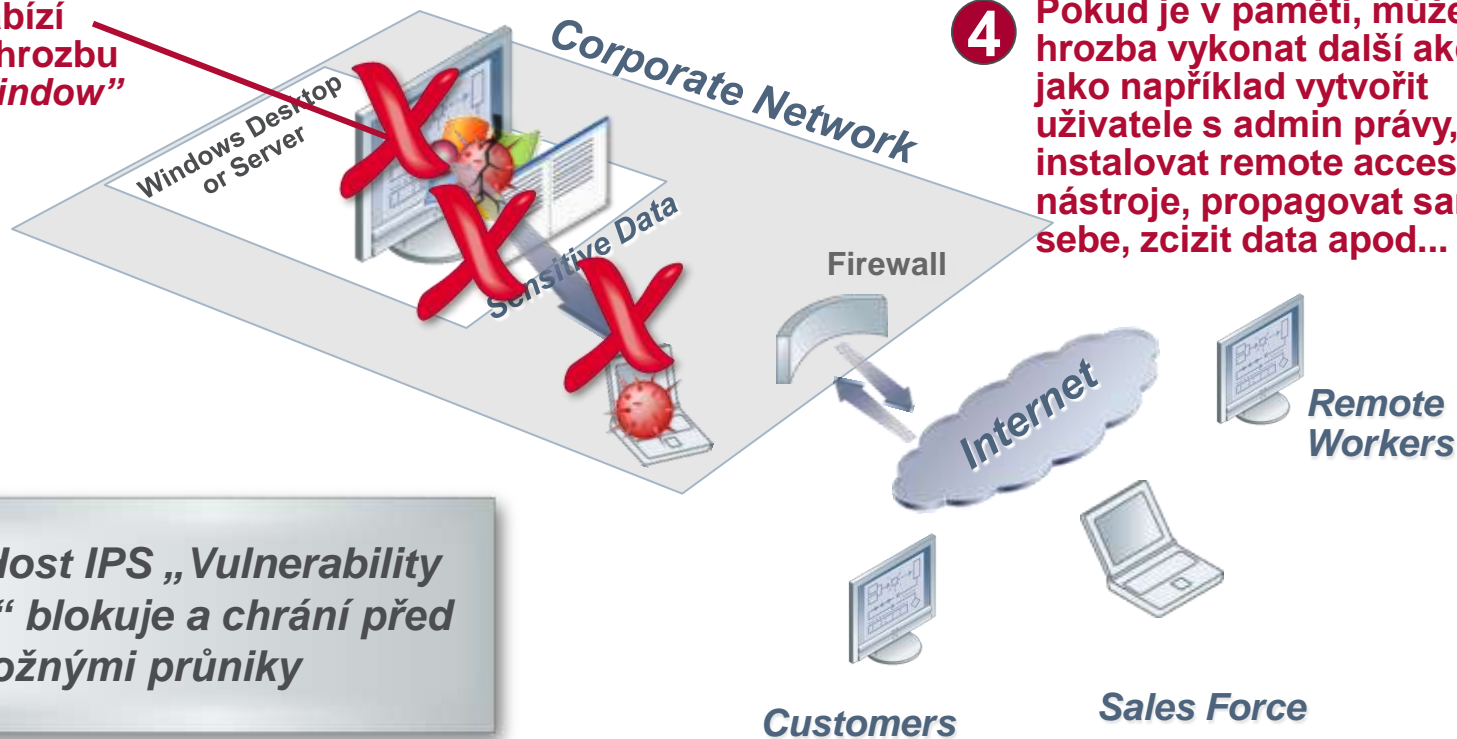 bízí
hrozbu
indow”
Windows Desktop
or Server
Corporate Network
Sensitive Data
Firewall
4
Pokud je v paměti, může
hrozba vykonat další ak
jako například vytvořit
uživatele s admin právy,
instalovat remote acces
nástroje, propagovat sa
sebe, zcizit data apod...
Internet
Remote
Workers
Host IPS „Vulnerability
“ blokuje a chrání před
ožnými průniky
Customers
Sales Force